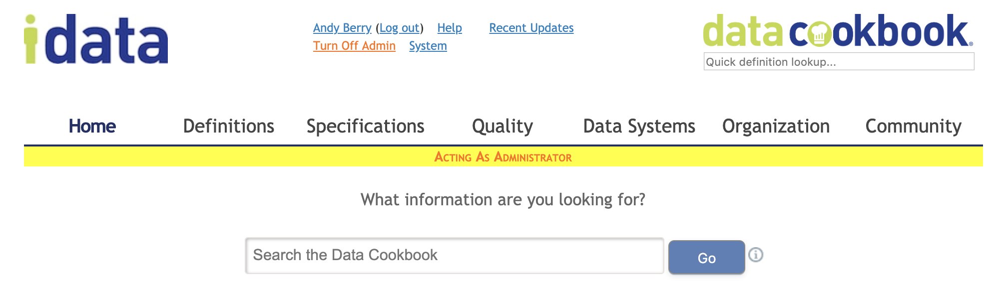 idata
Andy Berry (Log out) Help Recent Updates
Turn Off Admin System
data cookbook®
Quick definition lookup...
Home Definitions Specifications Quality Data Systems Organization Community
Acting As Administrator
What information are you looking for?
Search the Data Cookbook Go i